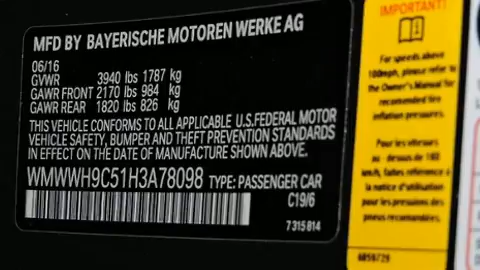 MFD BY BAYERISCHE MOTOREN WERKE AG
06/16
GVWR 3940 lbs 1787 kg
GAWR FRONT 2170 lbs 984 kg
GAWR REAR 1820 lbs 826 kg
THIS VEHICLE CONFORMS TO ALL APPLICABLE U.S.FEDERAL MOTOR
VEHICLE SAFETY, BUMPER AND THEFT PREVENTION STANDARDS
IN EFFECT ON THE DATE OF MANUFACTURE SHOWN ABOVE.
WMWWH9C51H3A78098 TYPE: PASSENGER CAR
C19/6
7315814
IMPORTANT!
For speeds above
100mph, please refer to
the Owner's Manual for
recommended tire
inflation pressures.
Pour les vitesses
au - dessus de 160
km/h, faites référence à
la notice d'utilisation
pour les pressions des
pneus recommandées.
6859729